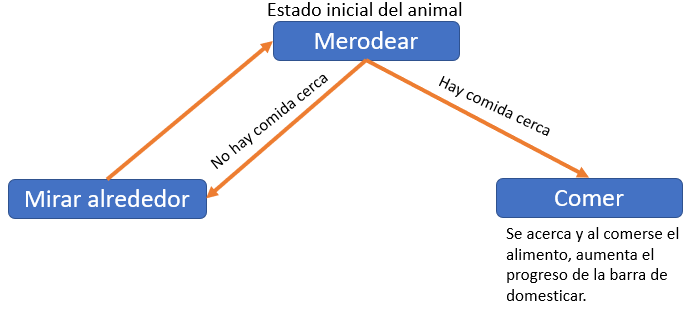 Estado inicial del animal
Merodear
No hay comida cerca
Hay comida cerca
Mirar alrededor
Comer
Se acerca y al comerse el
alimento, aumenta el
progreso de la barra de
domesticar.